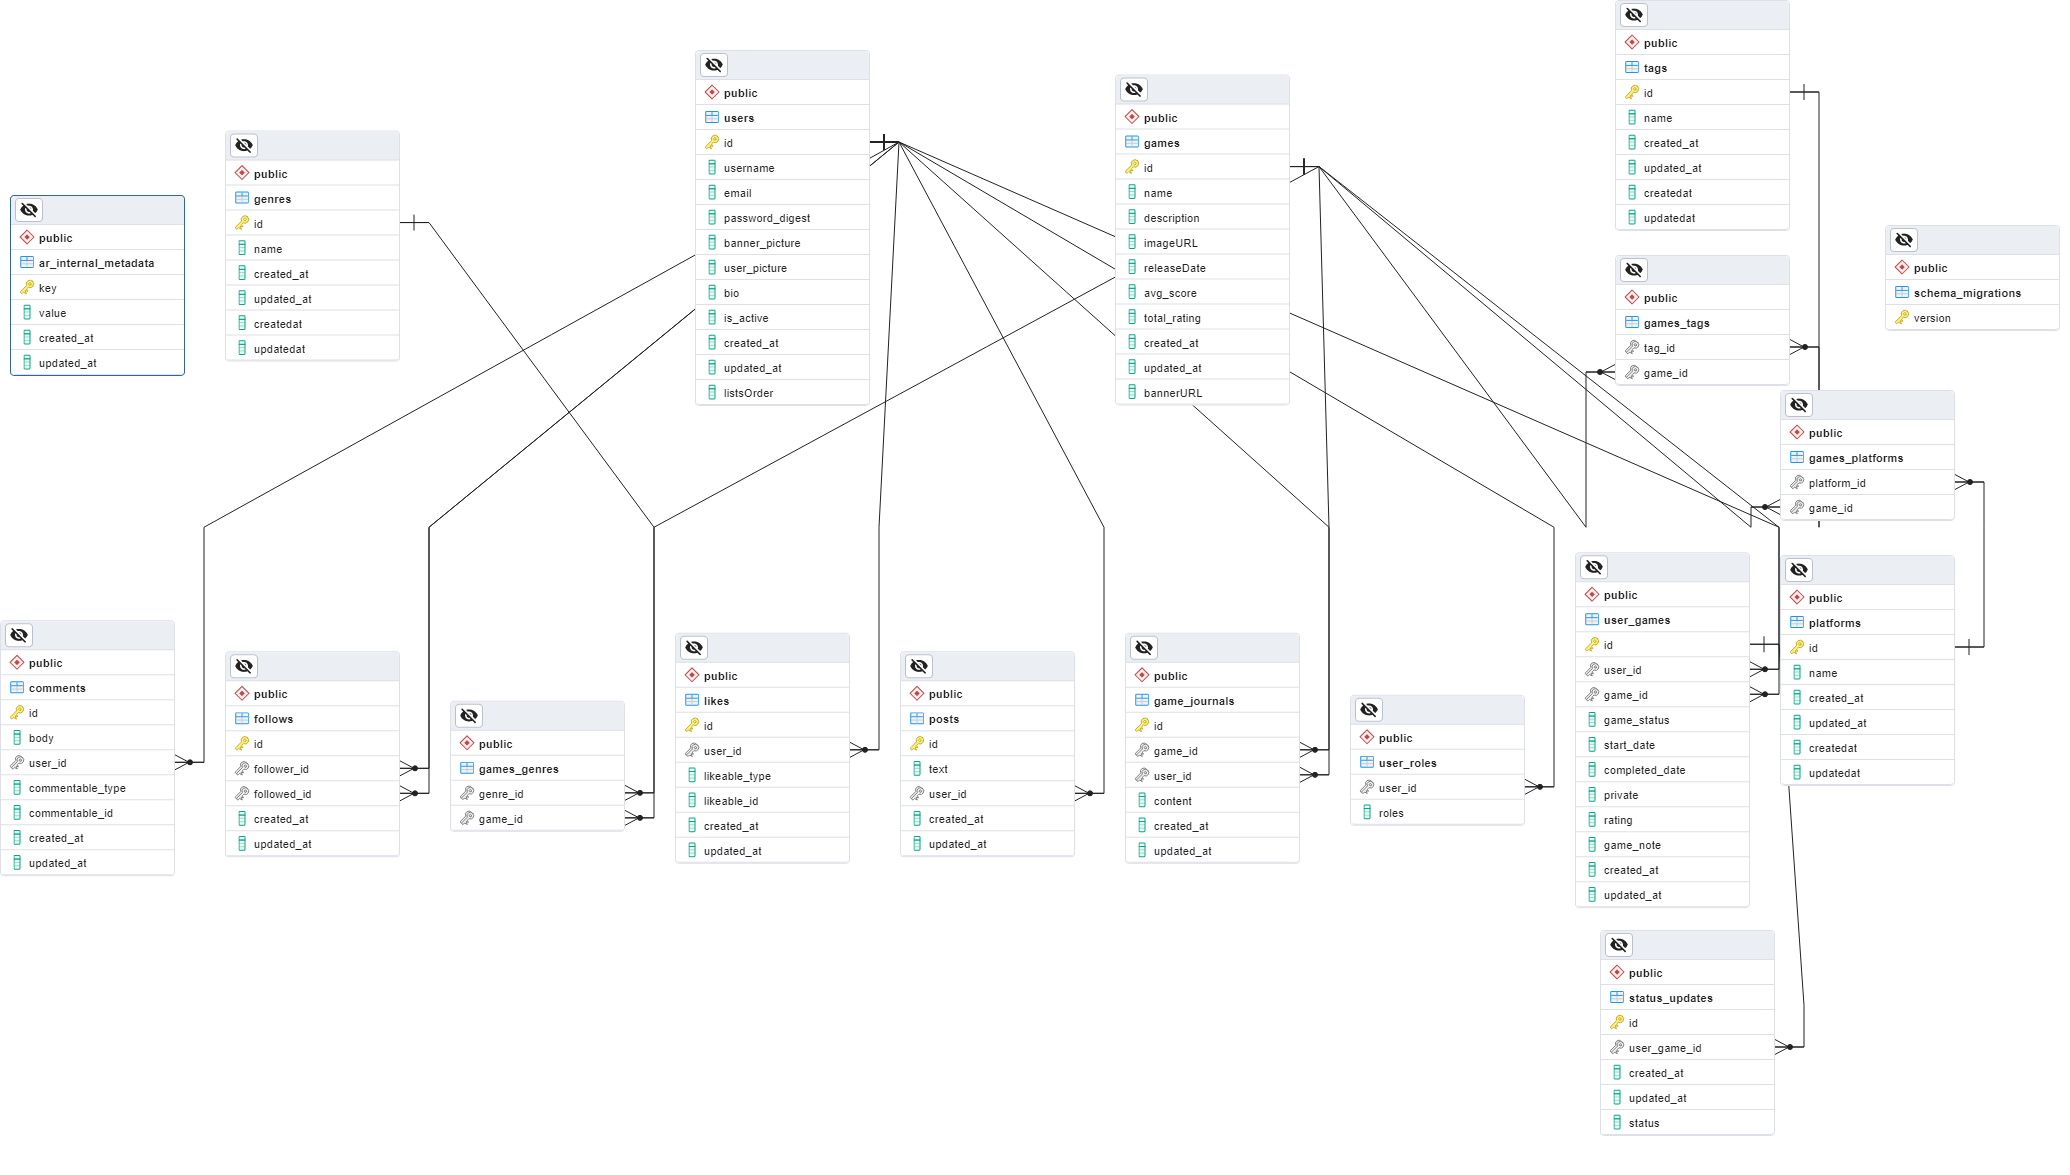 public
tags
id
name
created_at
updated_at
createdat
updatedat
public
users
id
username
email
password_digest
banner_picture
user_picture
bio
is_active
created_at
updated_at
listsOrder
public
games
id
name
description
imageURL
releaseDate
avg_score
total_rating
created_at
updated_at
bannerURL
public
genres
id
name
created_at
updated_at
createdat
updatedat
public
ar_internal_metadata
key
value
created_at
updated_at
public
schema_migrations
version
public
games_tags
tag_id
game_id
public
games_platforms
platform_id
game_id
public
comments
id
body
user_id
commentable_type
commentable_id
created_at
updated_at
public
follows
id
follower_id
followed_id
created_at
updated_at
public
games_genres
genre_id
game_id
public
likes
id
user_id
likeable_type
likeable_id
created_at
updated_at
public
posts
id
text
user_id
created_at
updated_at
public
game_journals
id
game_id
user_id
content
created_at
updated_at
public
user_roles
user_id
roles
public
user_games
id
user_id
game_id
game_status
start_date
completed_date
private
rating
game_note
created_at
updated_at
public
platforms
id
name
created_at
updated_at
createdat
updatedat
public
status_updates
id
user_game_id
created_at
updated_at
status